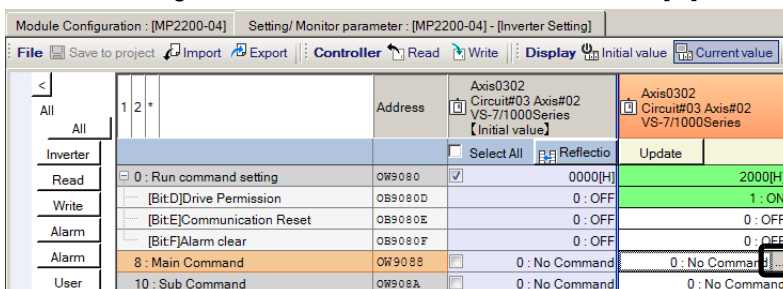 Module Configuration : [MP2200-04] Setting/ Monitor parameter : [MP2200-04] - [Inverter Setting]
File Save to project Import Export Controller Read Write Display Initial value Current value
<
All
All
Inverter
Read
Write
Alarm
Alarm
User
1 2 * Address
Axis0302
Circuit#03 Axis#02
VS-7/1000Series
【Initial value】
Axis0302
Circuit#03 Axis#02
VS-7/1000Series
Select All Reflectio Update
0 : Run command setting OW9080 0000[H] 2000[H
[Bit:D]Drive Permission OB9080D 0 : OFF 1 : ON
[Bit:E]Communication Reset OB9080E 0 : OFF 0 : OFF
[Bit:F]Alarm clear OB9080F 0 : OFF 0 : OFF
8 : Main Command OW9088 0 : No Command 0 : No Command ...
10 : Sub Command OW908A 0 : No Command 0 : No Command